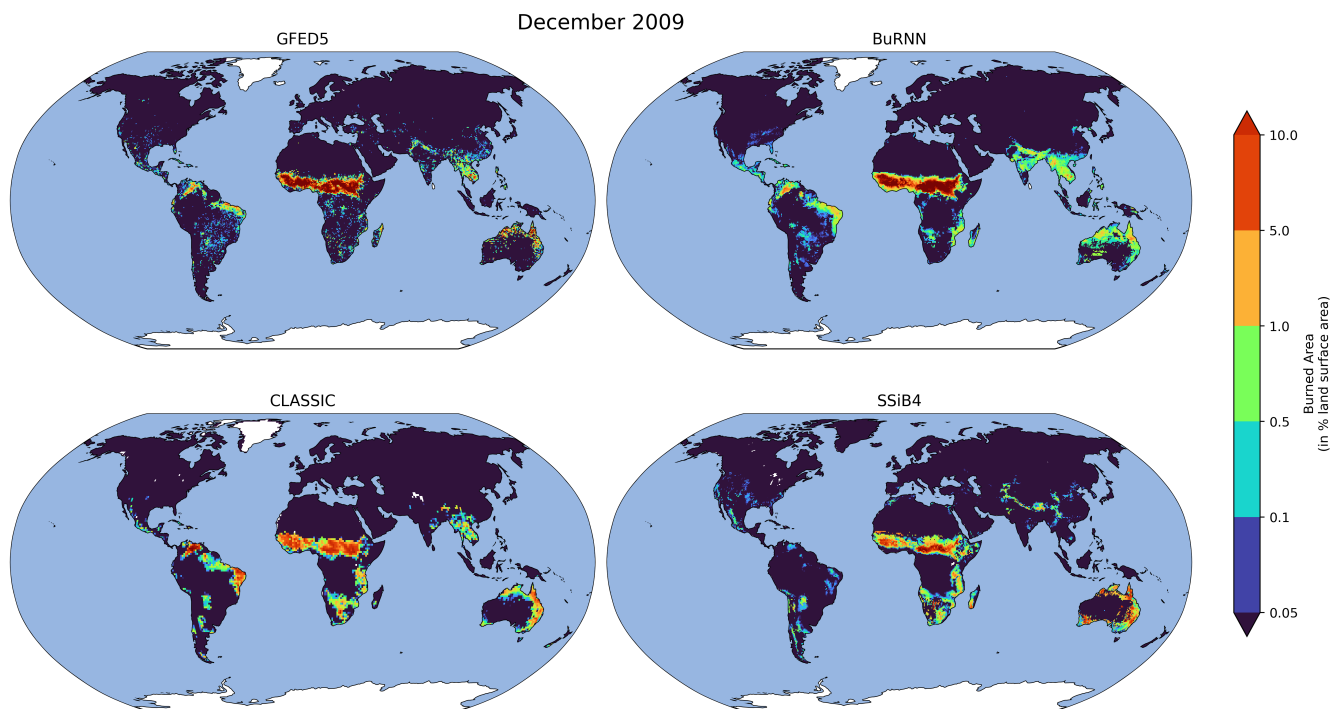 December 2009
GFED5
BuRNN
CLASSIC
SSiB4
10.0
5.0
1.0
0.5
0.1
0.05
Burned Area
(in % land surface area)